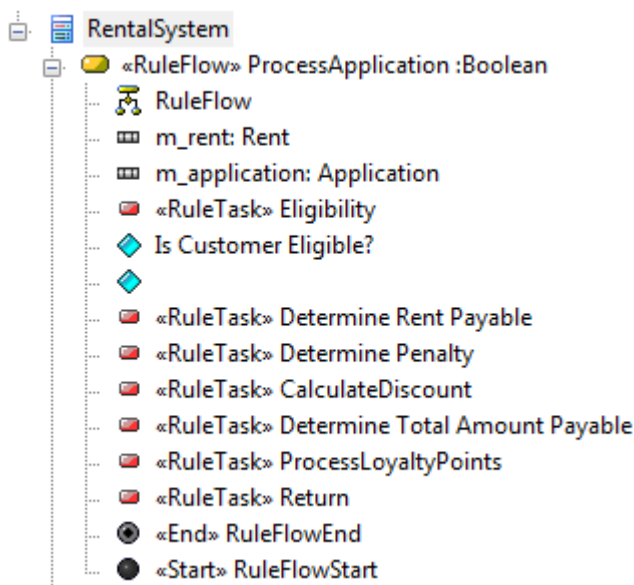 RentalSystem
«RuleFlow» ProcessApplication :Boolean
RuleFlow
m_rent: Rent
m_application: Application
«RuleTask» Eligibility
Is Customer Eligible?
«RuleTask» Determine Rent Payable
«RuleTask» Determine Penalty
«RuleTask» CalculateDiscount
«RuleTask» Determine Total Amount Payable
«RuleTask» ProcessLoyaltyPoints
«RuleTask» Return
«End» RuleFlowEnd
«Start» RuleFlowStart